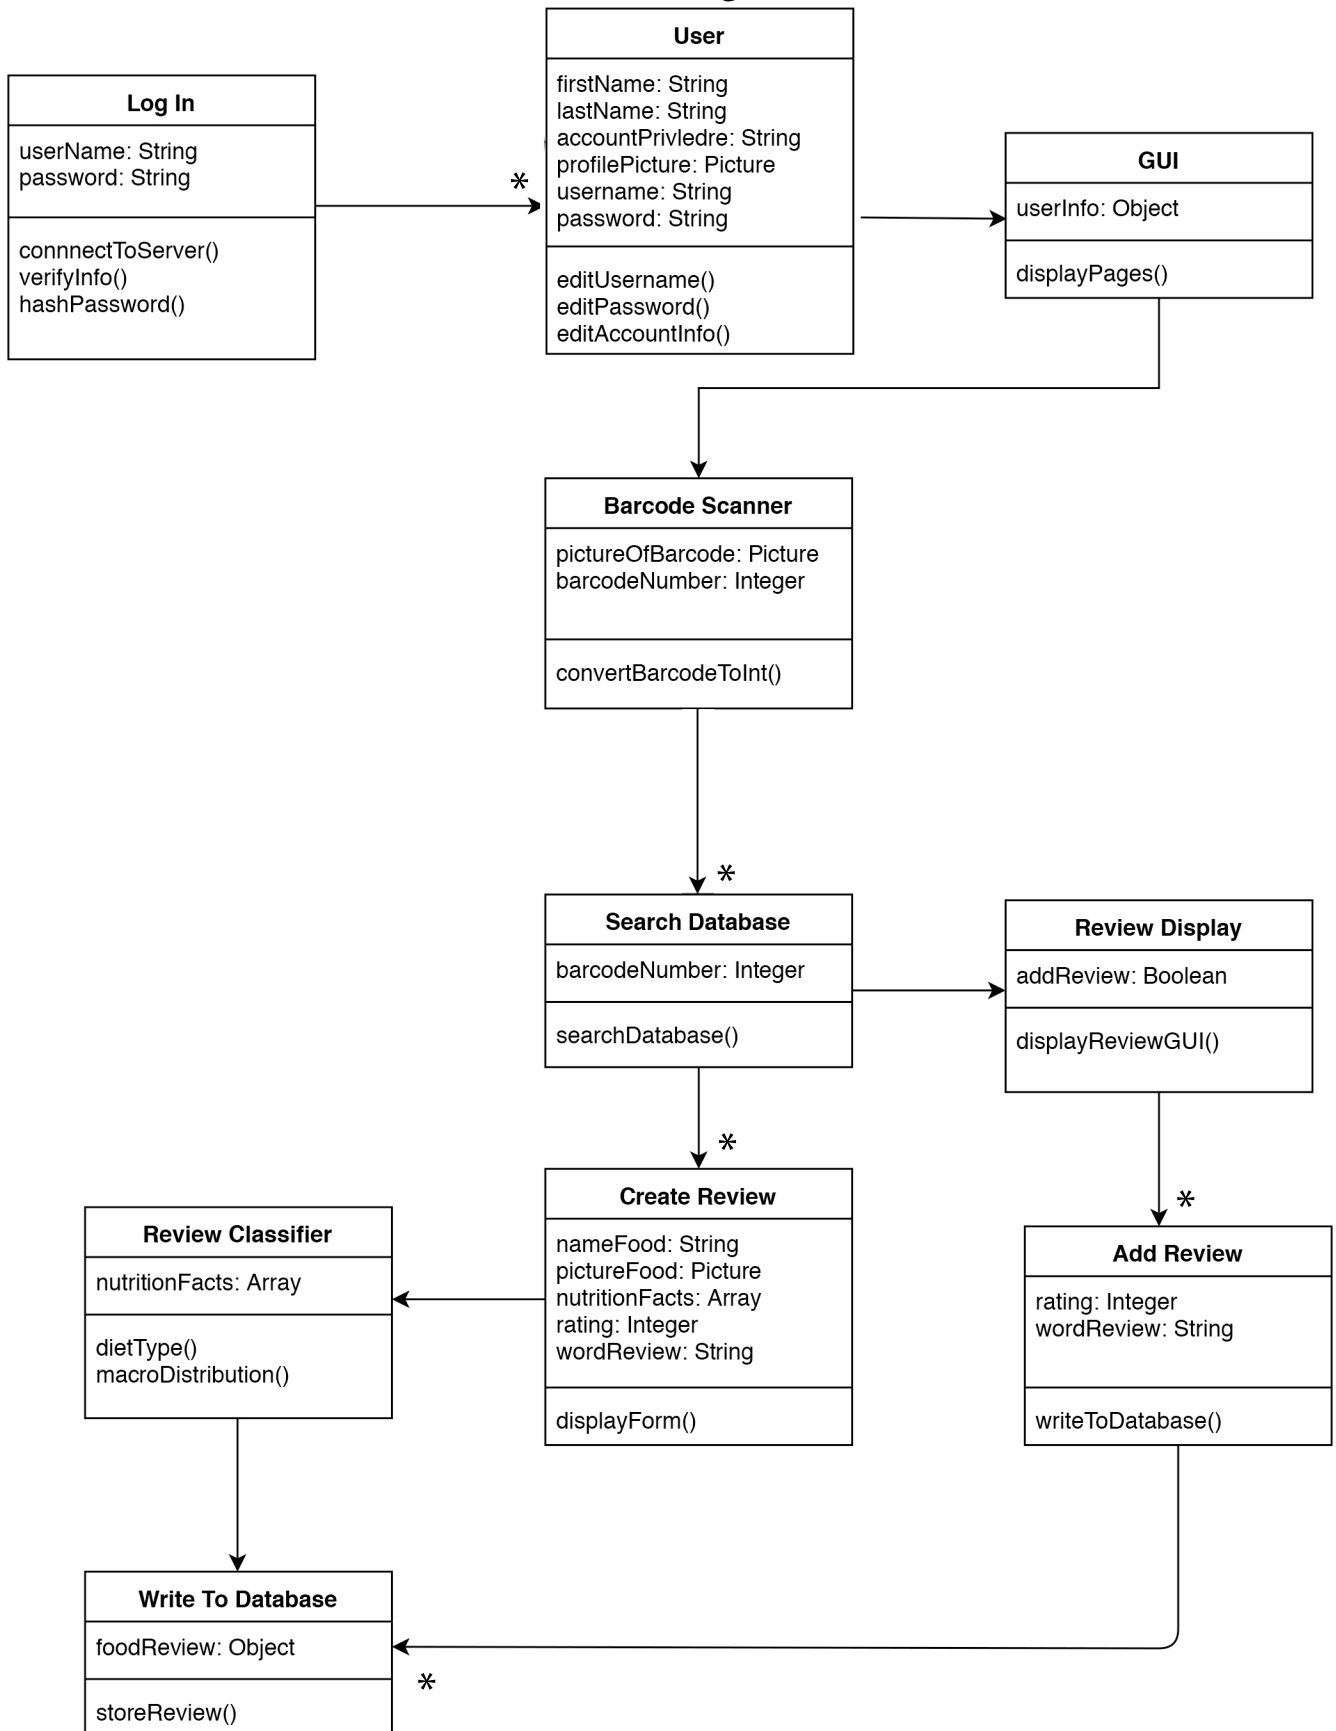 User
firstName: String
lastName: String
accountPrivledre: String
profilePicture: Picture
username: String
password: String
editUsername()
editPassword()
editAccountInfo()
Log In
userName: String
password: String
connnectToServer()
verifyInfo()
hashPassword()
*
GUI
userInfo: Object
displayPages()
Barcode Scanner
pictureOfBarcode: Picture
barcodeNumber: Integer
convertBarcodeToInt()
*
Search Database
barcodeNumber: Integer
searchDatabase()
Review Display
addReview: Boolean
displayReviewGUI()
*
Create Review
nameFood: String
pictureFood: Picture
nutritionFacts: Array
rating: Integer
wordReview: String
displayForm()
*
Add Review
rating: Integer
wordReview: String
writeToDatabase()
Review Classifier
nutritionFacts: Array
dietType()
macroDistribution()
Write To Database
foodReview: Object
storeReview()
*